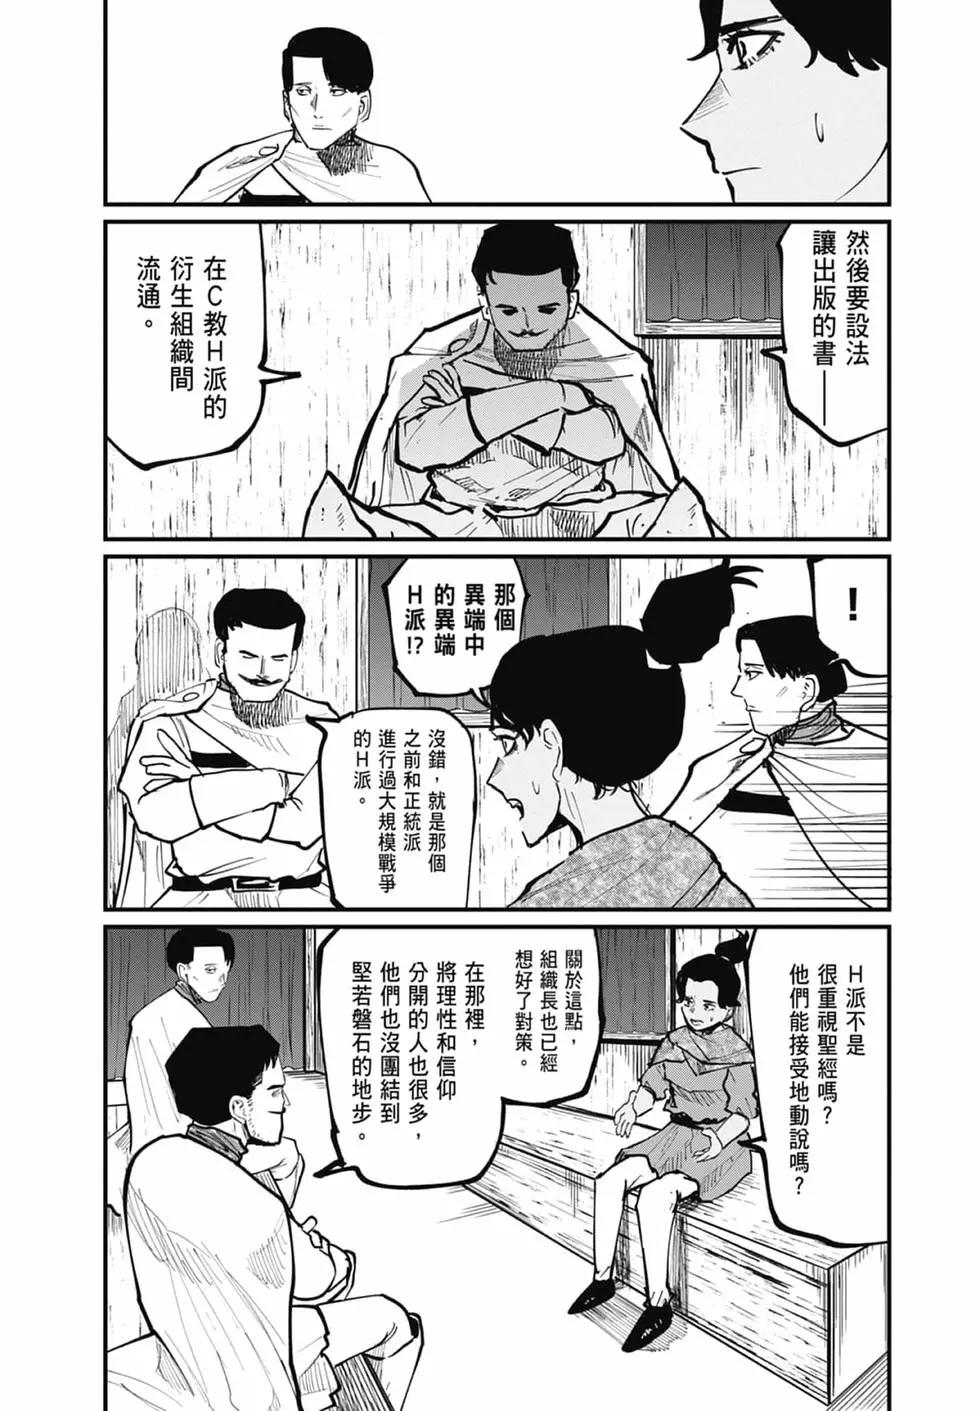 然後要設法
讓出版的書——
在C教H派的
衍生組織間
流通。
！
那個
異端中
的異端
H派!?
沒錯，就是那個
之前和正統派
進行過大規模戰爭
的H派。
H派不是
很重視聖經嗎？
他們能接受地動說嗎？
關於這點，
組織長也已經
想好了對策。
在那裡，
將理性和信仰
分開的人也很多，
他們也沒團結到
堅若磐石的地步。